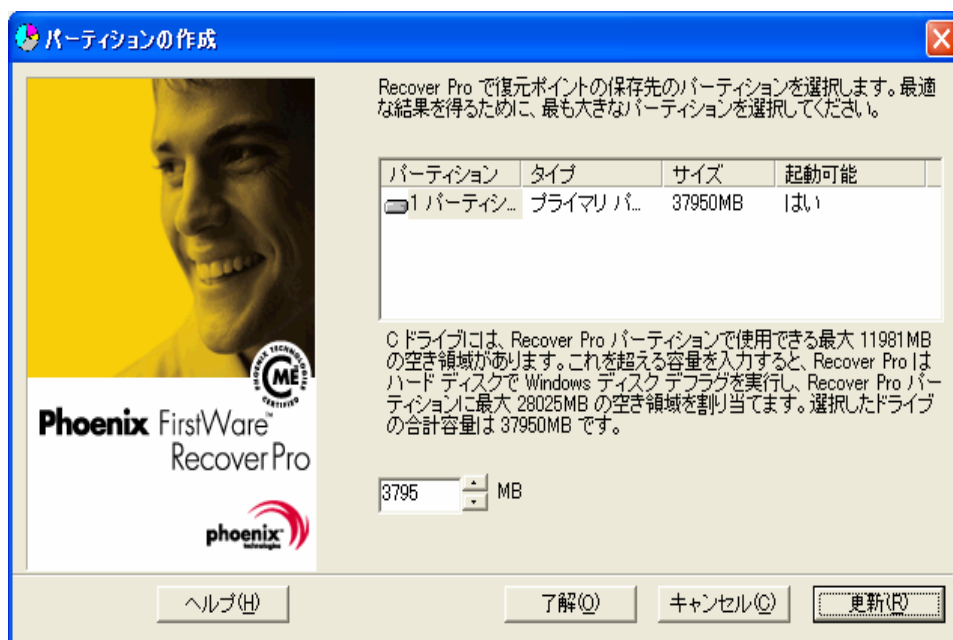 パーティションの作成
Recover Pro で復元ポイントの保存先のパーティションを選択します。最適
な結果を得るために、最も大きなパーティションを選択してください。
パーティション タイプ サイズ 起動可能
1 パーティシ... プライマリ パ... 37950MB はい
C ドライブには、Recover Pro パーティションで使用できる最大 11981MB
の空き領域があります。これを超える容量を入力すると、Recover Pro は
ハード ディスクで Windows ディスク デフラグを実行し、Recover Pro パー
ティションに最大 28025MB の空き領域を割り当てます。選択したドライブ
の合計容量は 37950MB です。
3795 MB
PHOENIX TECHNOLOGIES
CME
CERTIFIED
Phoenix FirstWare™
Recover Pro
phoenix™
technologies
ヘルプ(H) 了解(O) キャンセル(C) 更新(R)